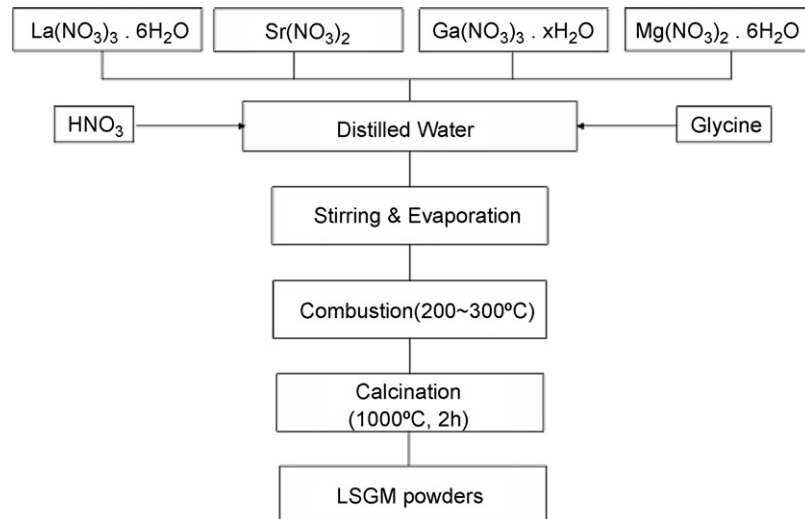 La(NO₃)₃ . 6H₂O
Sr(NO₃)₂
Ga(NO₃)₃ . xH₂O
Mg(NO₃)₂ . 6H₂O
HNO₃
Distilled Water
Glycine
Stirring & Evaporation
Combustion(200~300ºC)
Calcination
(1000ºC, 2h)
LSGM powders